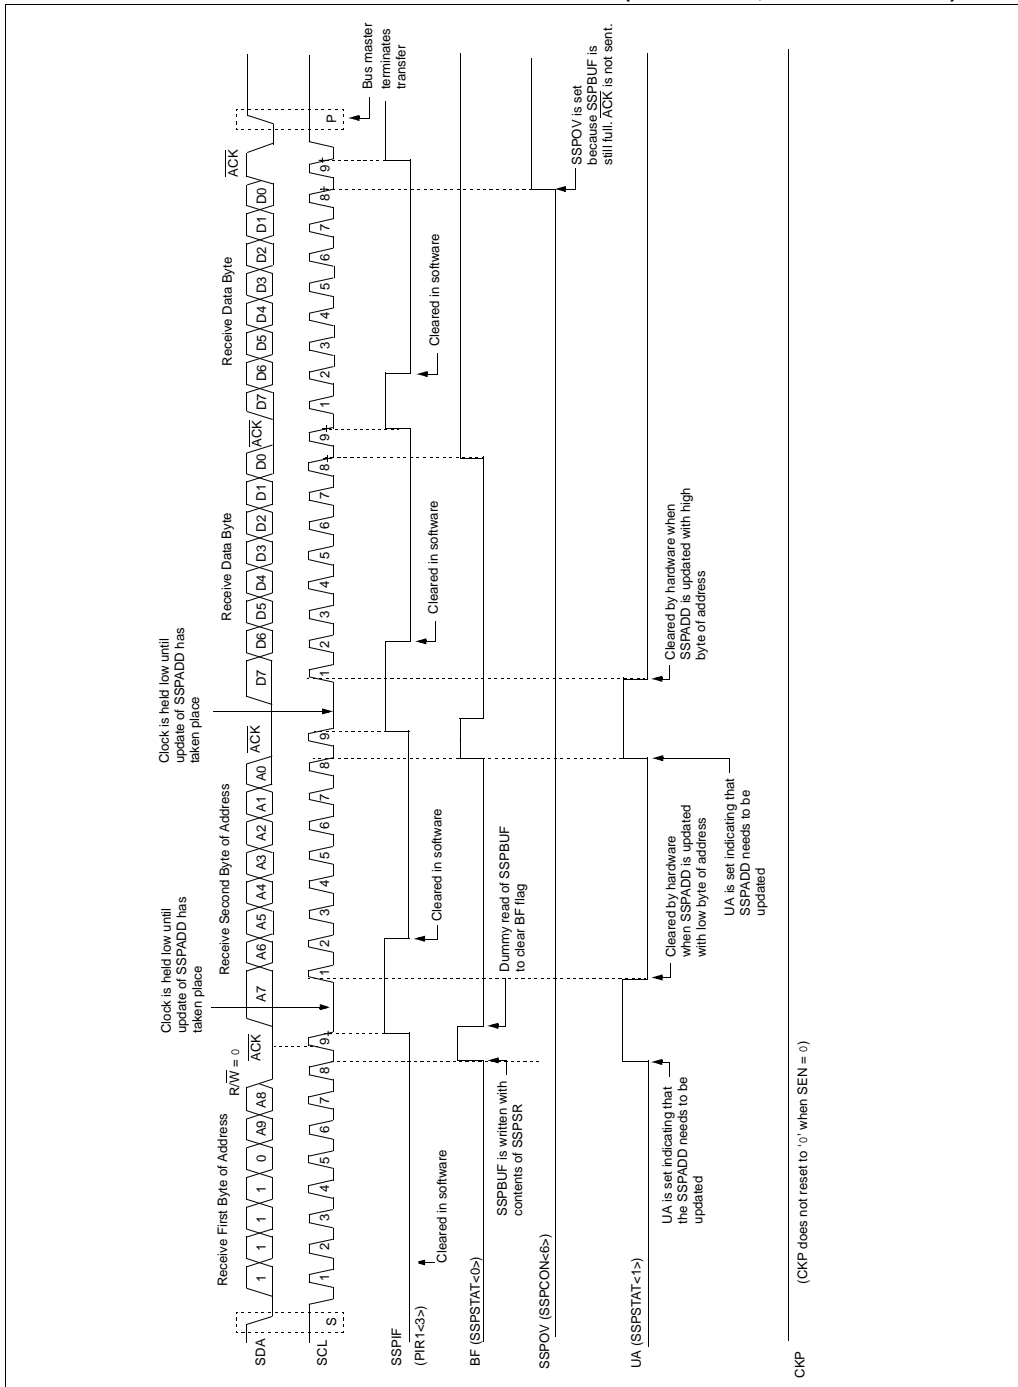 Clock is held low until
update of SSPADD has
taken place
Clock is held low until
update of SSPADD has
taken place
Receive First Byte of Address
R/W = 0
Receive Second Byte of Address
Receive Data Byte
Receive Data Byte
ACK
ACK
ACK
ACK
SDA
1 1 1 1 0 A9 A8
A7 A6 A5 A4 A3 A2 A1 A0
D7 D6 D5 D4 D3 D2 D1 D0
D7 D6 D5 D4 D3 D2 D1 D0
SCL
S
1 2 3 4 5 6 7 8 9
1 2 3 4 5 6 7 8 9
1 2 3 4 5 6 7 8 9
1 2 3 4 5 6 7 8 9
P
Bus master
terminates
transfer
SSPIF
(PIR1<3>)
Cleared in software
Cleared in software
Cleared in software
Cleared in software
BF (SSPSTAT<0>)
SSPBUF is written with
contents of SSPSR
Dummy read of SSPBUF
to clear BF flag
SSPOV (SSPCON<6>)
SSPOV is set
because SSPBUF is
still full. ACK is not sent.
UA (SSPSTAT<1>)
UA is set indicating that
the SSPADD needs to be
updated
Cleared by hardware
when SSPADD is updated
with low byte of address
UA is set indicating that
SSPADD needs to be
updated
Cleared by hardware when
SSPADD is updated with high
byte of address
CKP
(CKP does not reset to ‘0’ when SEN = 0)